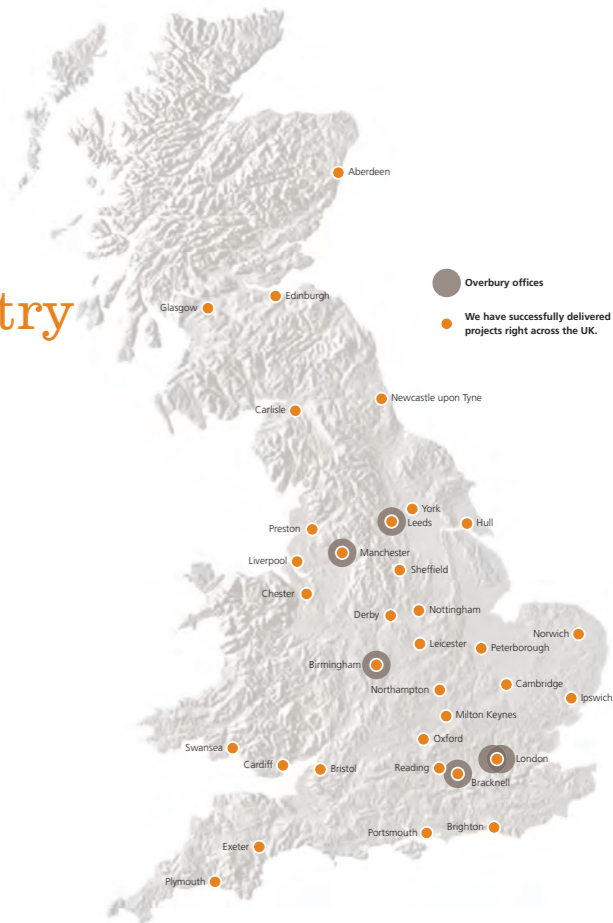 Aberdeen
Overbury offices
Edinburgh
try
Glasgow
We have successfully delivered
projects right across the UK.
Newcastle upon Tyne
Carlisle
York
Leeds
Hull
Preston
Manchester
Liverpool
Sheffield
Chester
Nottingham
Derby
Norwich
Leicester
Peterborough
Birmingham
Cambridge
Northampton
Ipswich
Milton Keynes
Oxford
Swansea
London
Cardiff
Bristol
Reading
Bracknell
Brighton
Portsmouth
Exeter
Plymouth